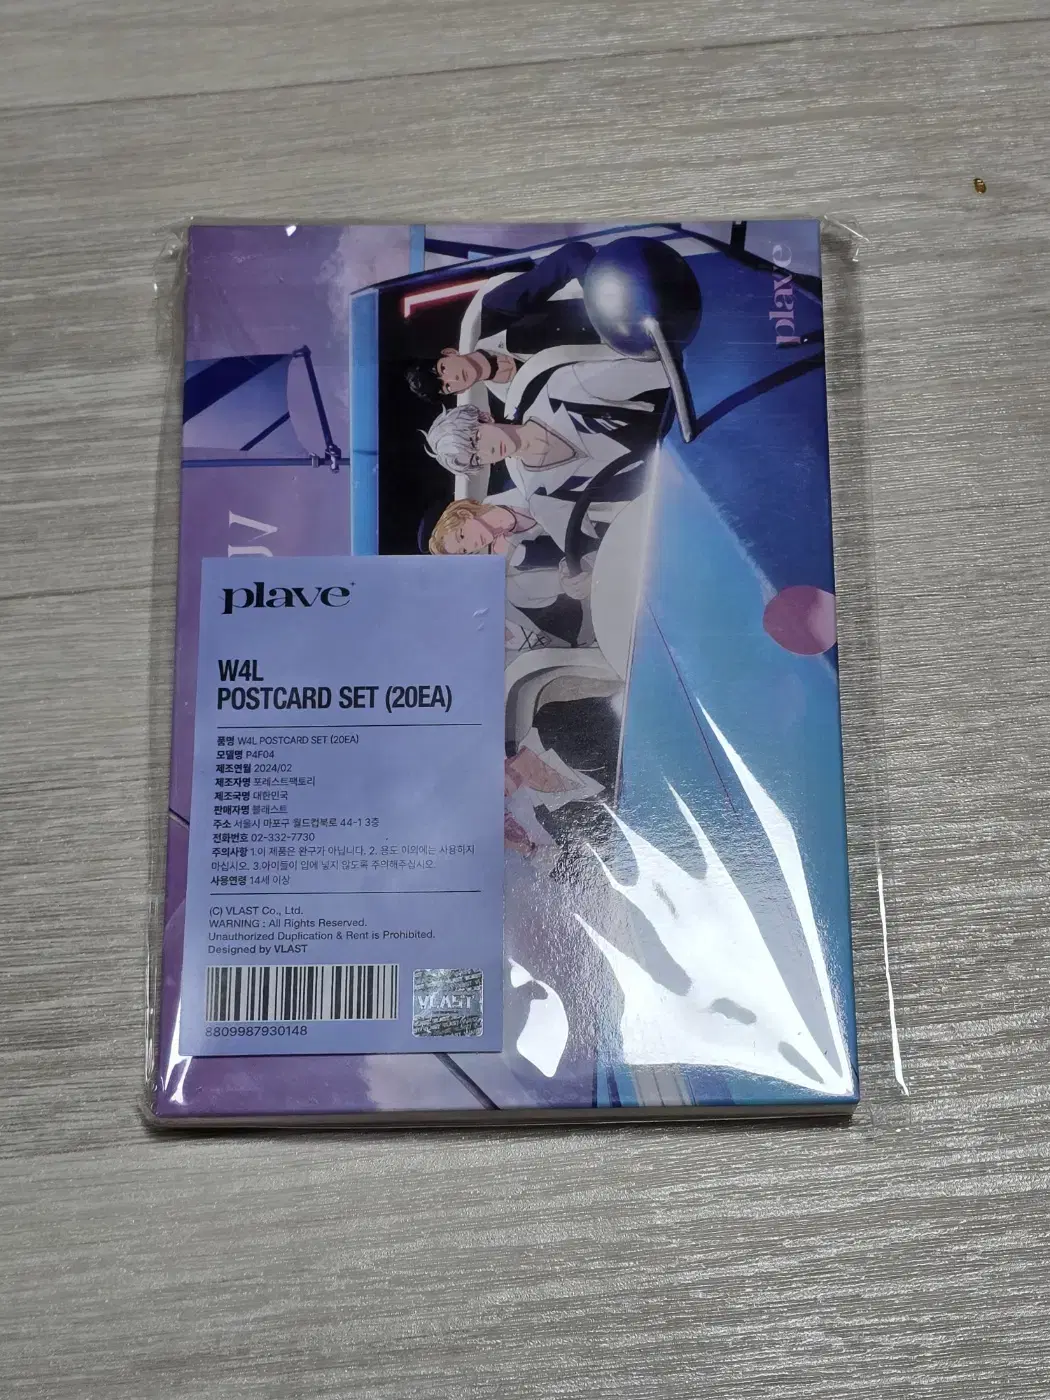 plave
plave
W4L
POSTCARD SET (20EA)
품명 W4L POSTCARD SET (20EA)
모델명 P4F04
제조연월 2024/02
제조자명 포레스트팩토리
제조국명 대한민국
판매자명 블래스트
주소 서울시 마포구 월드컵북로 44-1 3층
전화번호 02-332-7730
주의사항 1.이 제품은 완구가 아닙니다. 2. 용도 이외에는 사용하지
마십시오. 3.아이들이 입에 넣지 않도록 주의해주십시오.
사용연령 14세 이상
(C) VLAST Co., Ltd.
WARNING : All Rights Reserved.
Unauthorized Duplication & Rent is Prohibited.
Designed by VLAST
VLAST
8809987930148